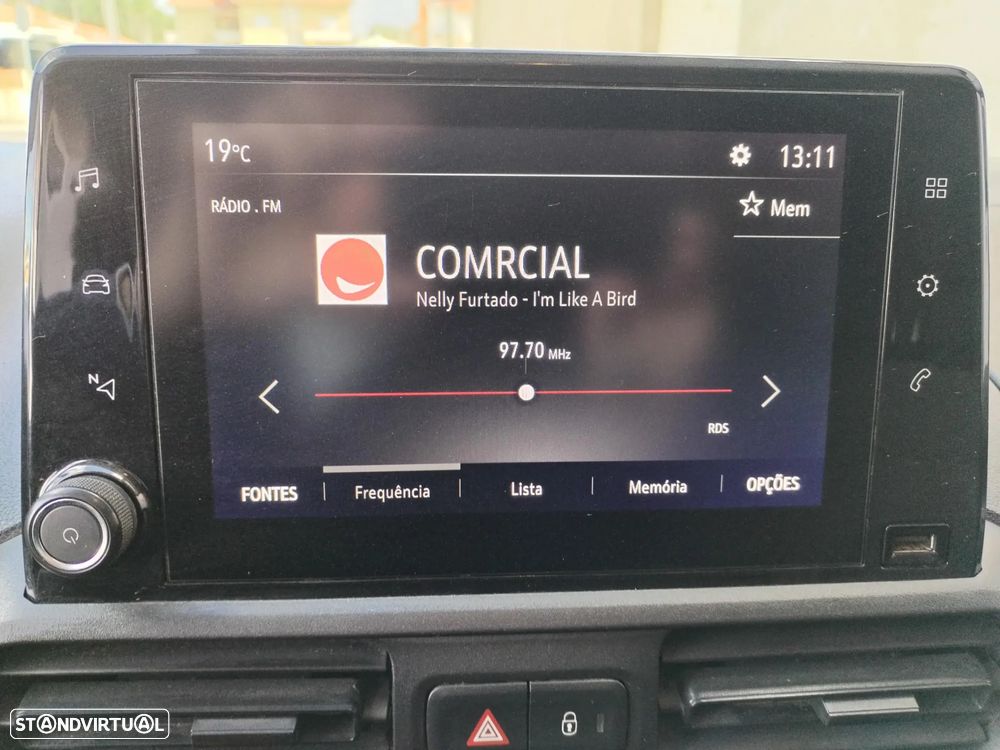 19°C 13:11
RÁDIO . FM Mem
COMRCIAL
Nelly Furtado - I'm Like A Bird
97.70 MHz
N
RDS
FONTES Frequência Lista Memória OPÇÕES
STANDVIRTUAL